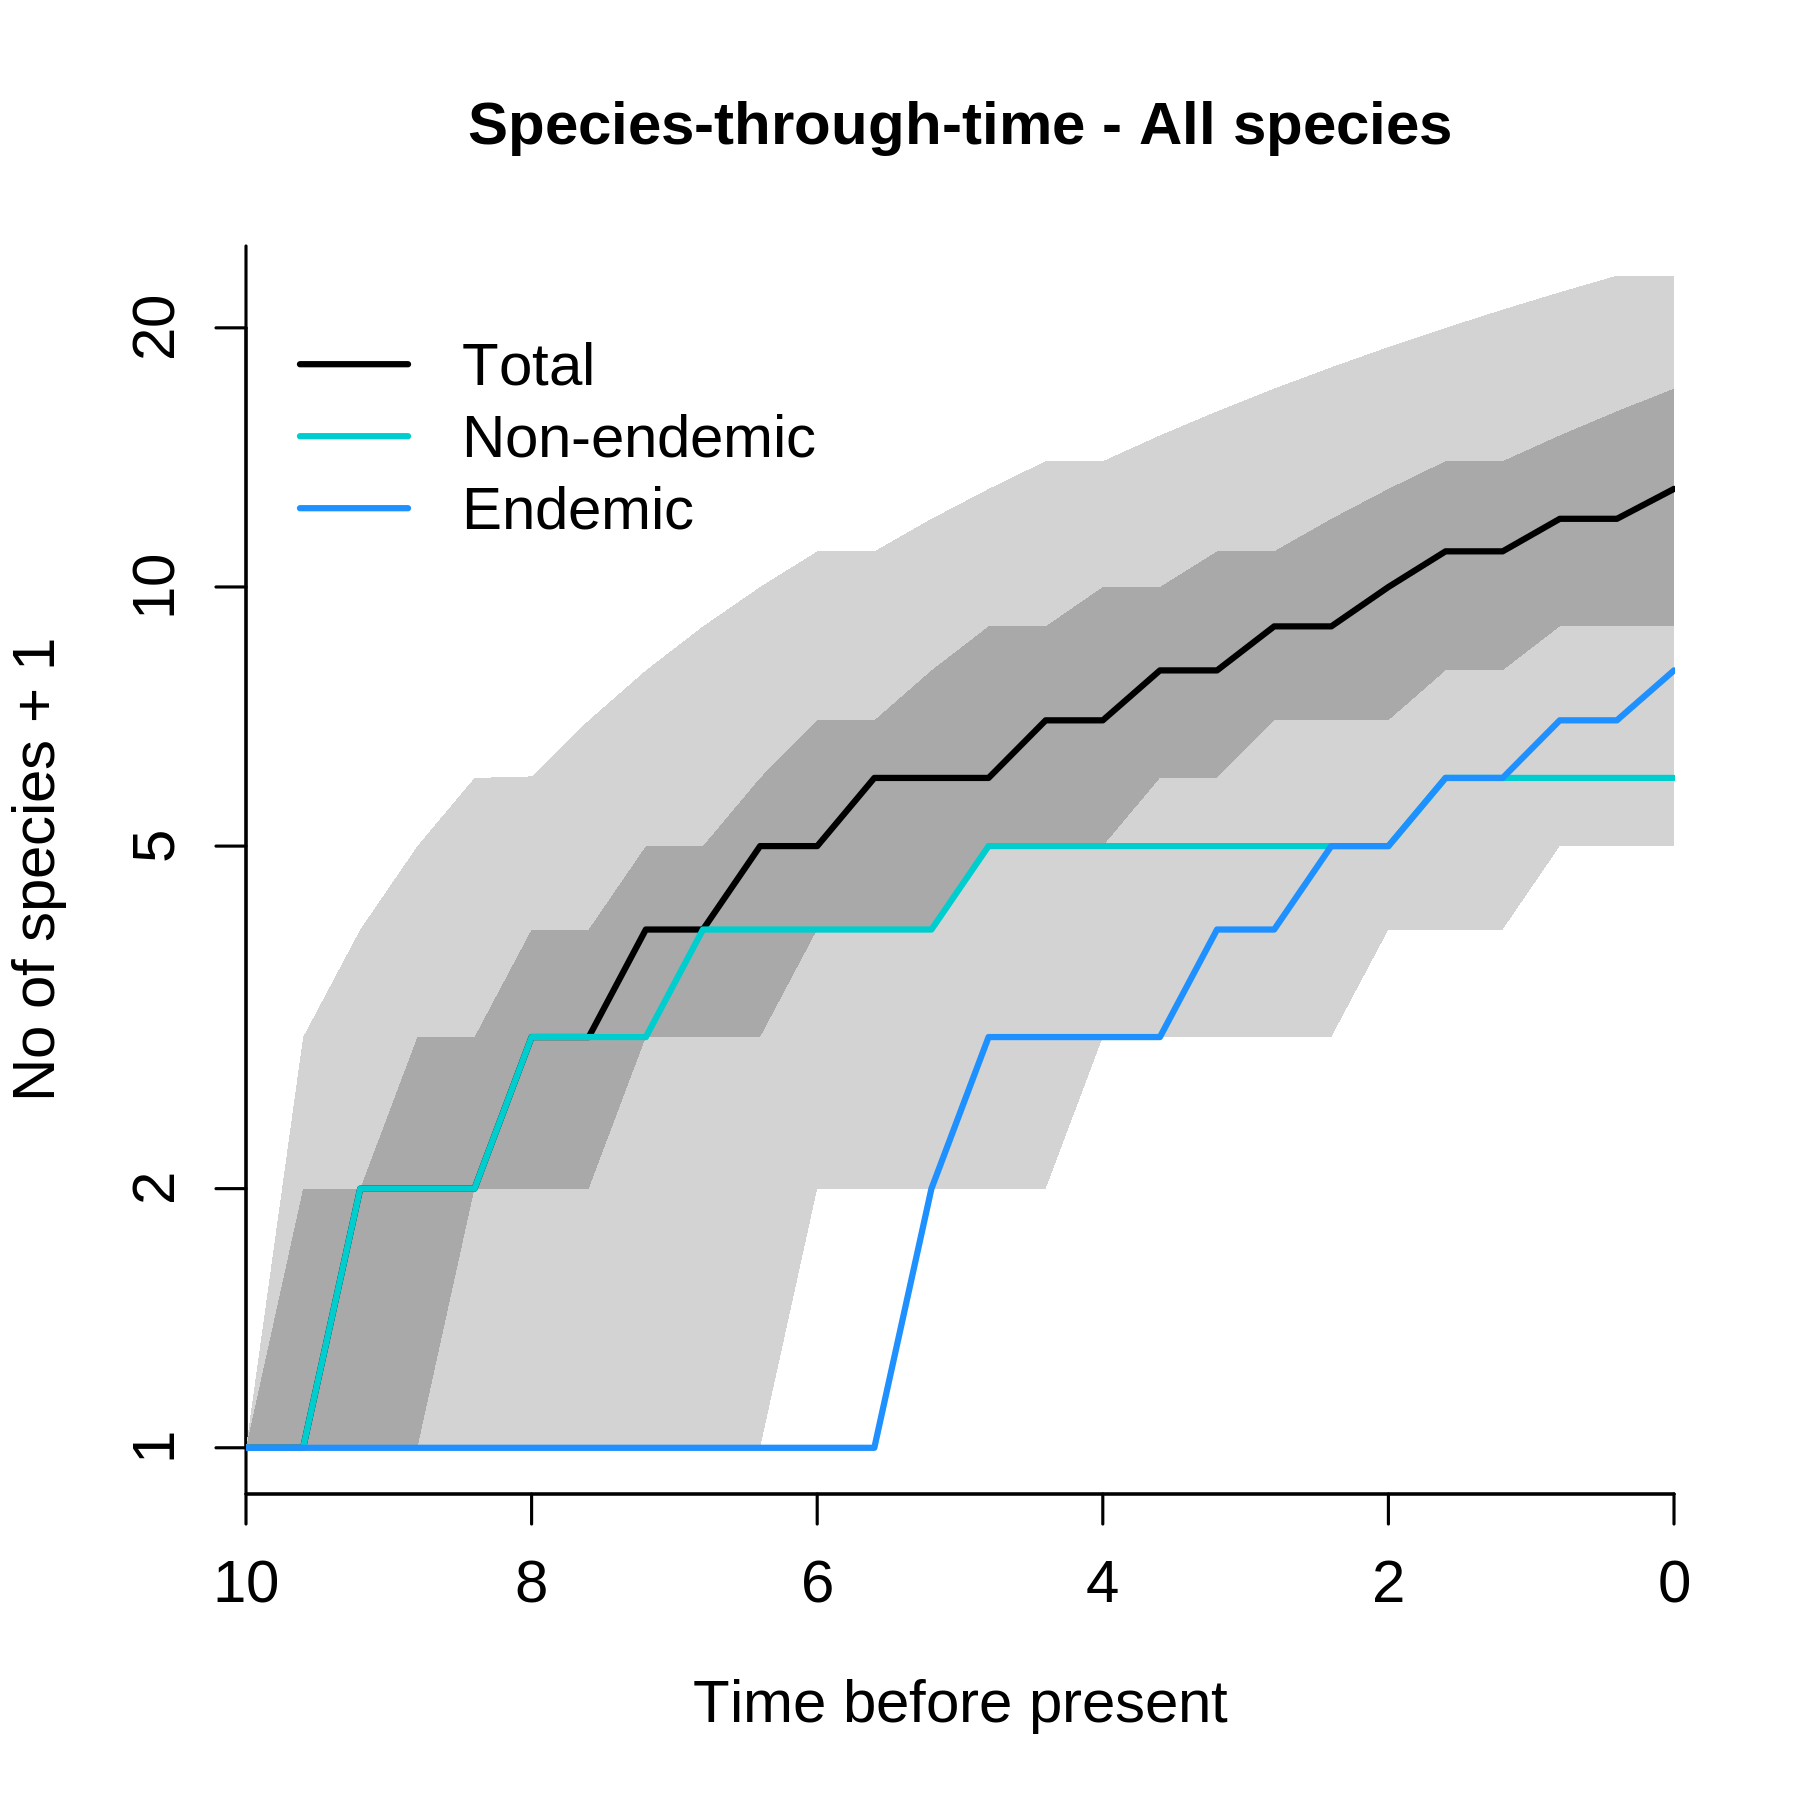 Species-through-time - All species
Total
Non-endemic
Endemic
No of species + 1
20
10
5
2
1
10 8 6 4 2 0
Time before present